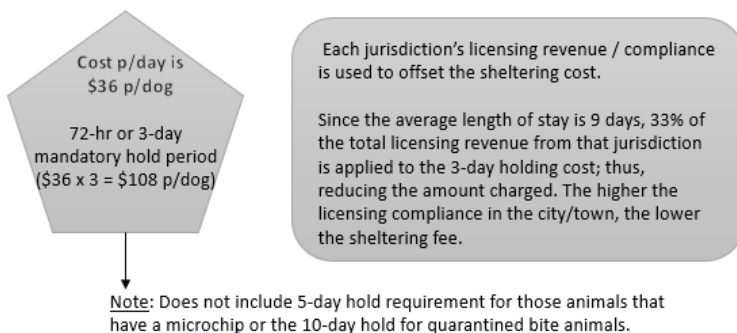 Cost p/day is
$36 p/dog
72-hr or 3-day
mandatory hold period
($36 x 3 = $108 p/dog)
Each jurisdiction's licensing revenue / compliance
is used to offset the sheltering cost.
Since the average length of stay is 9 days, 33% of
the total licensing revenue from that jurisdiction
is applied to the 3-day holding cost; thus,
reducing the amount charged. The higher the
licensing compliance in the city/town, the lower
the sheltering fee.
Note: Does not include 5-day hold requirement for those animals that
have a microchip or the 10-day hold for quarantined bite animals.